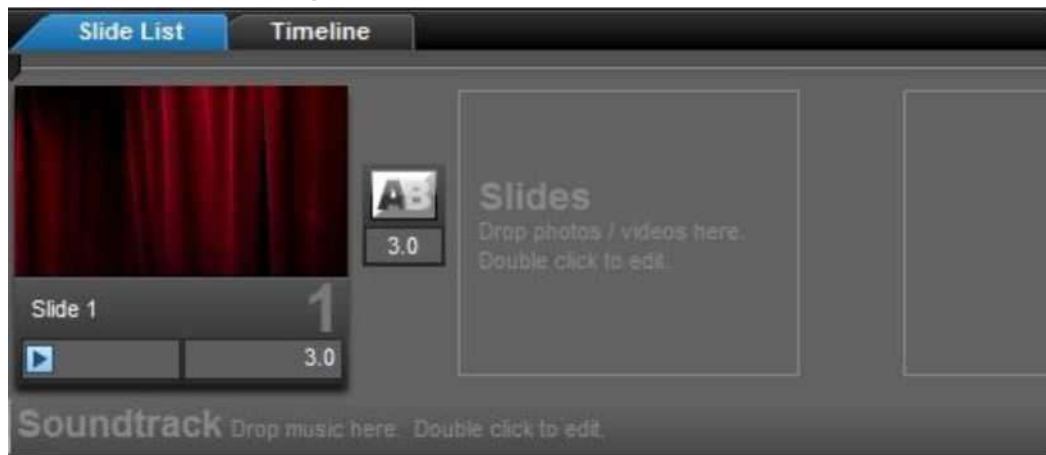 Slide List Timeline
AB
3.0
Slides
Drop photos / videos here.
Double click to edit.
Slide 1 1
3.0
Soundtrack Drop music here. Double click to edit.